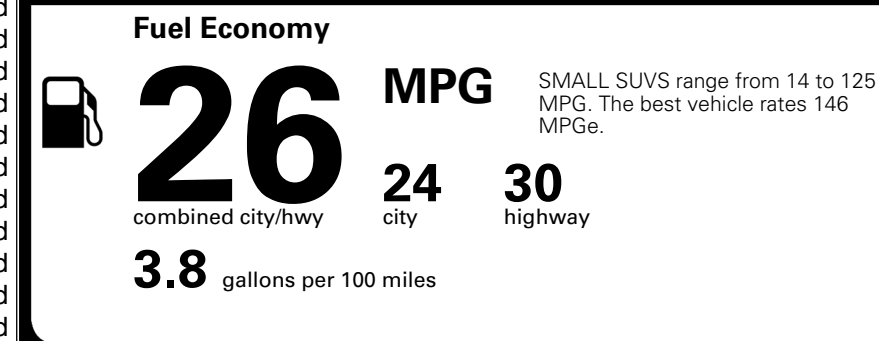 d
d
d
d
d
d
d
d
d
d
d
Fuel Economy
26
MPG
SMALL SUVS range from 14 to 125
MPG. The best vehicle rates 146
MPGe.
combined city/hwy
24
city
30
highway
3.8 gallons per 100 miles